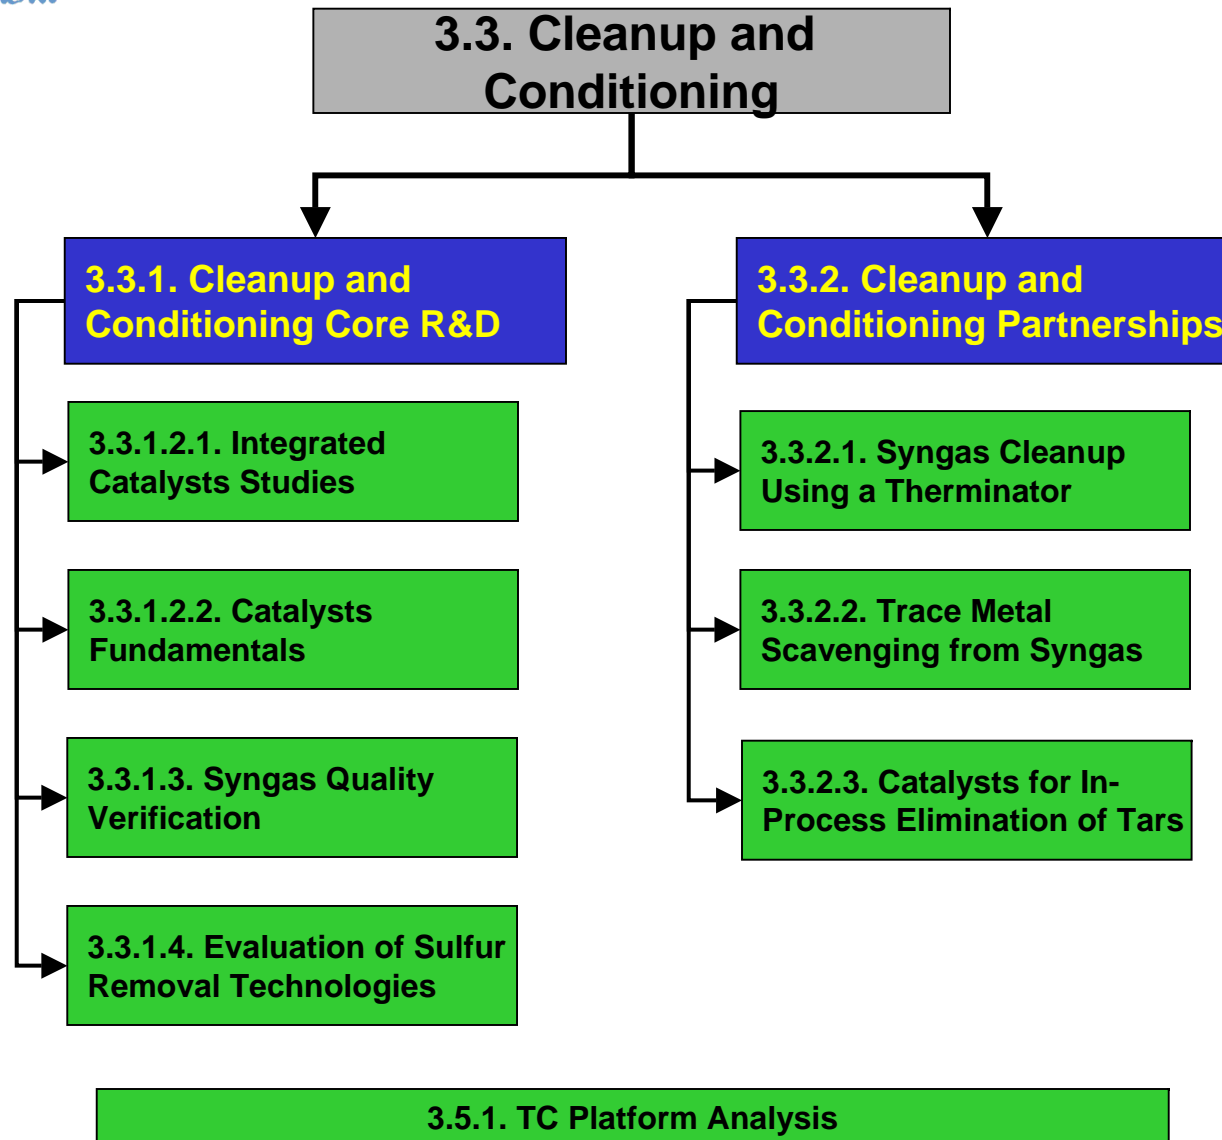 3.3. Cleanup and
Conditioning
3.3.1. Cleanup and
Conditioning Core R&D
3.3.2. Cleanup and
Conditioning Partnerships
3.3.1.2.1. Integrated
Catalysts Studies
3.3.2.1. Syngas Cleanup
Using a Therminator
3.3.1.2.2. Catalysts
Fundamentals
3.3.2.2. Trace Metal
Scavenging from Syngas
3.3.1.3. Syngas Quality
Verification
3.3.2.3. Catalysts for In-
Process Elimination of Tars
3.3.1.4. Evaluation of Sulfur
Removal Technologies
3.5.1. TC Platform Analysis